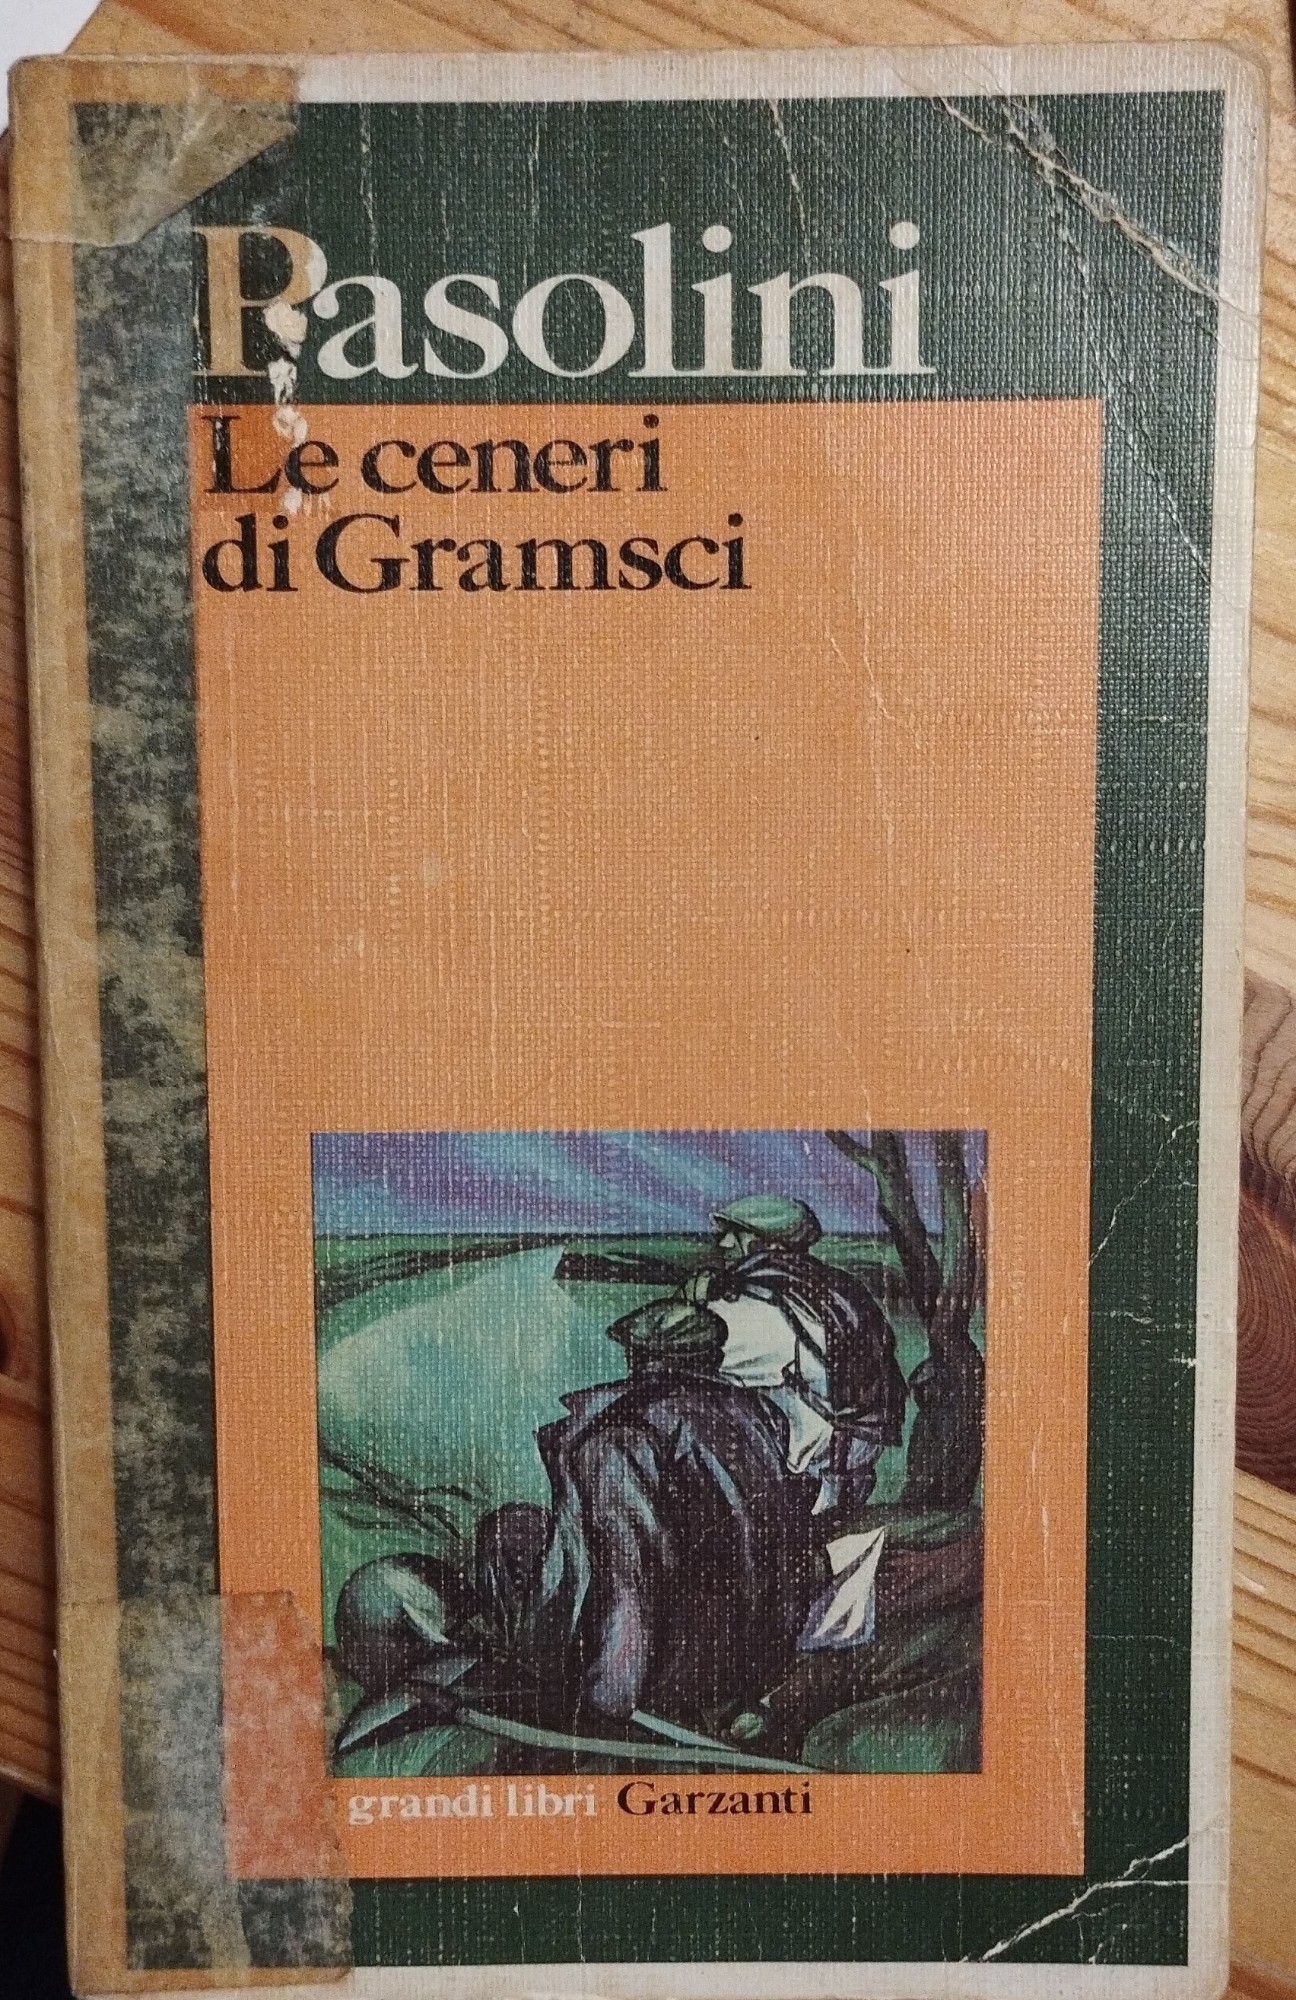 Pasolini
Le ceneri
di Gramsci
grandi libri Garzanti